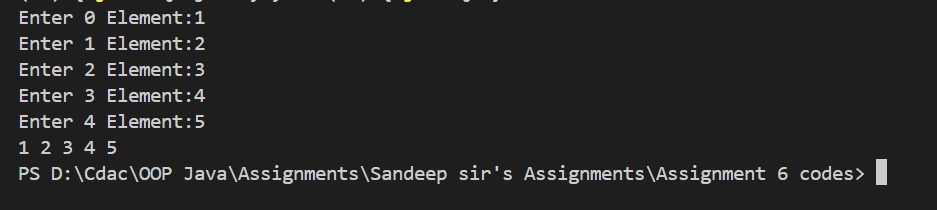 Enter 0 Element:1
Enter 1 Element:2
Enter 2 Element:3
Enter 3 Element:4
Enter 4 Element:5
1 2 3 4 5
PS D:\Cdac\OOP Java\Assignments\Sandeep sir's Assignments\Assignment 6 codes>